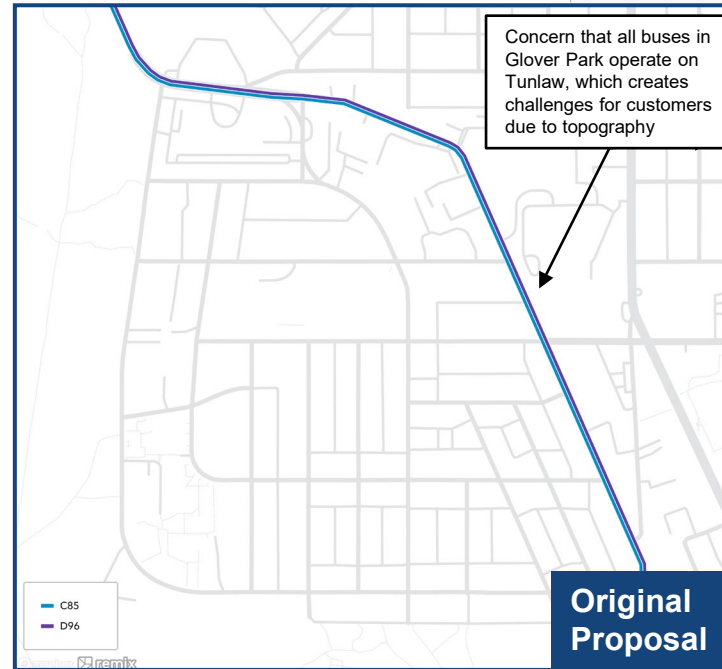 Concern that all buses in
Glover Park operate on
Tunlaw, which creates
challenges for customers
due to topography
C85
D96
Original
Proposal
remix